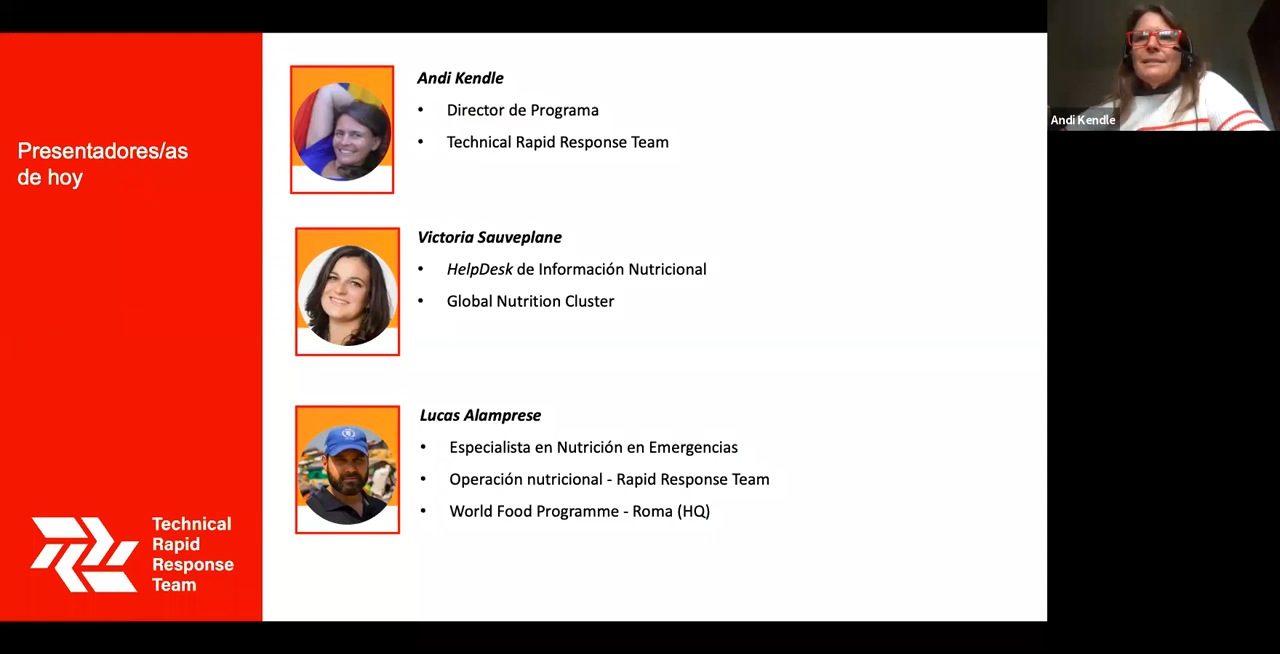 Presentadores/as
de hoy
Andi Kendle
• Director de Programa
• Technical Rapid Response Team
Victoria Sauveplane
• HelpDesk de Información Nutricional
• Global Nutrition Cluster
Lucas Alamprese
• Especialista en Nutrición en Emergencias
• Operación nutricional - Rapid Response Team
• World Food Programme - Roma (HQ)
Technical
Rapid
Response
Team
Andi Kendle